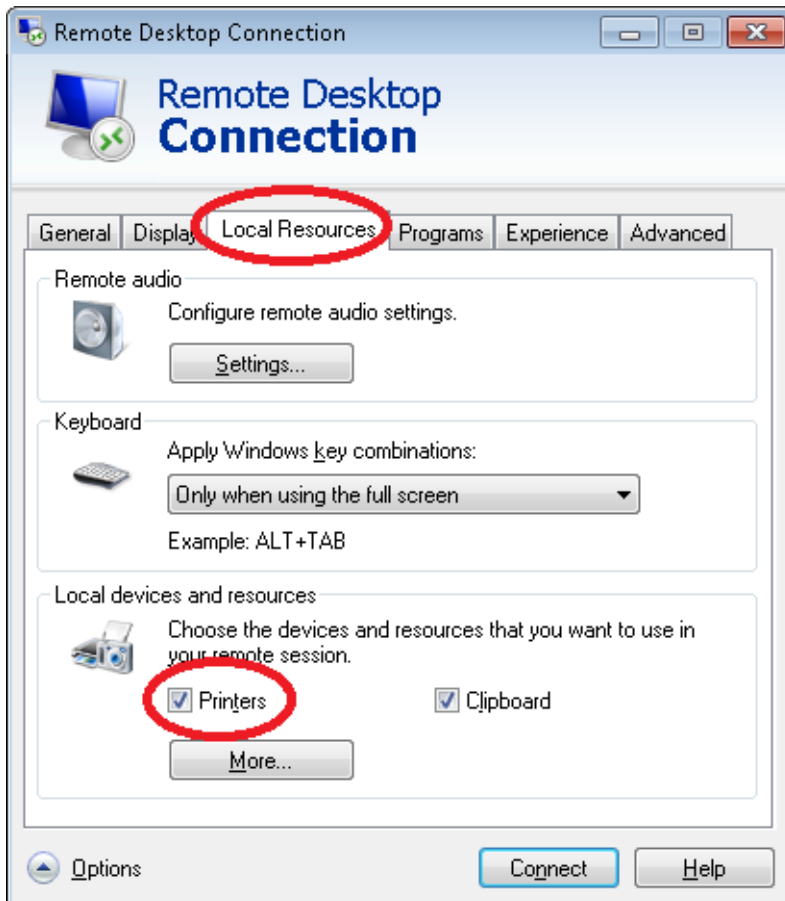 Remote Desktop Connection
Remote Desktop
Connection
General Display Local Resources Programs Experience Advanced
Remote audio
Configure remote audio settings.
Settings...
Keyboard
Apply Windows key combinations:
Only when using the full screen
Example: ALT+TAB
Local devices and resources
Choose the devices and resources that you want to use in
your remote session.
Printers Clipboard
More...
Options Connect Help